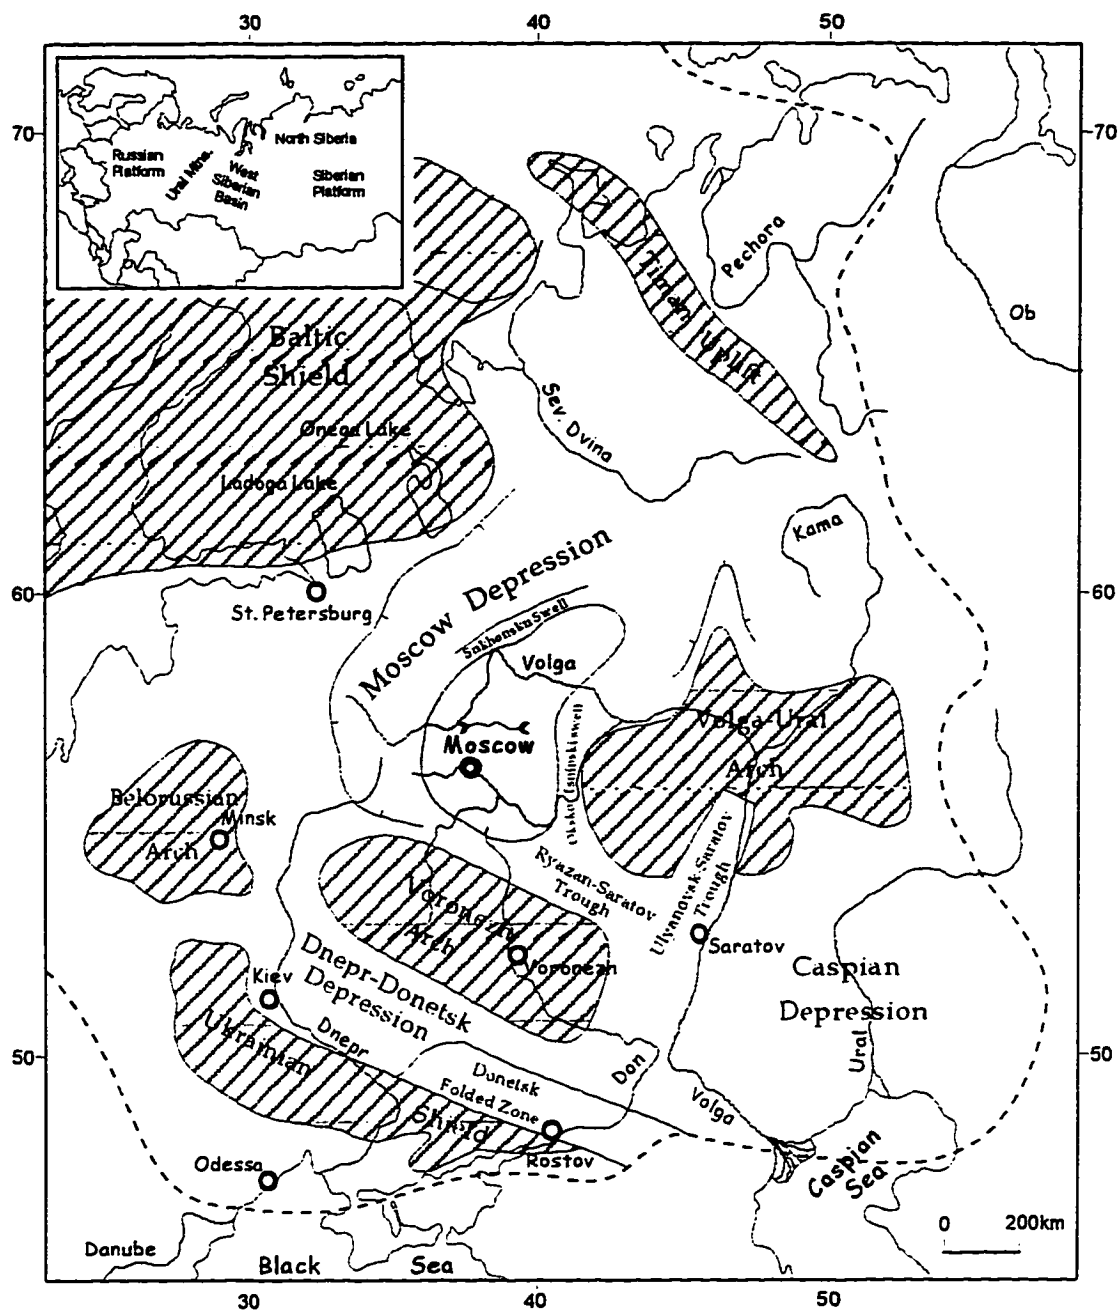 30 40 50
70
70
North Siberia
Russian
Platform
Ural Mtns.
West
Siberian
Basin
Siberian
Platform
Pechora
Timan Uplift
Ob
Baltic
Shield
Sev. Dvina
Onega Lake
Ladoga Lake
Kama
Moscow Depression
60
60
St. Petersburg
Sukhonsku Swell
Volga
Volga-Ural
Arch
Moscow
Belorussian
Arch
Minsk
Ryazan-Saratov
Trough
Ulyanovsk-Saratov
Trough
Voronezh
Arch
Voronezh
Saratov
Caspian
Depression
Dnepr-Donetsk
Depression
Kiev
Ukrainian
Shield
Dnepr
Ural
50
50
Don
Donetsk
Folded Zone
Volga
Rostov
Odessa
Caspian
Sea
0 200km
Danube
Black Sea
30 40 50